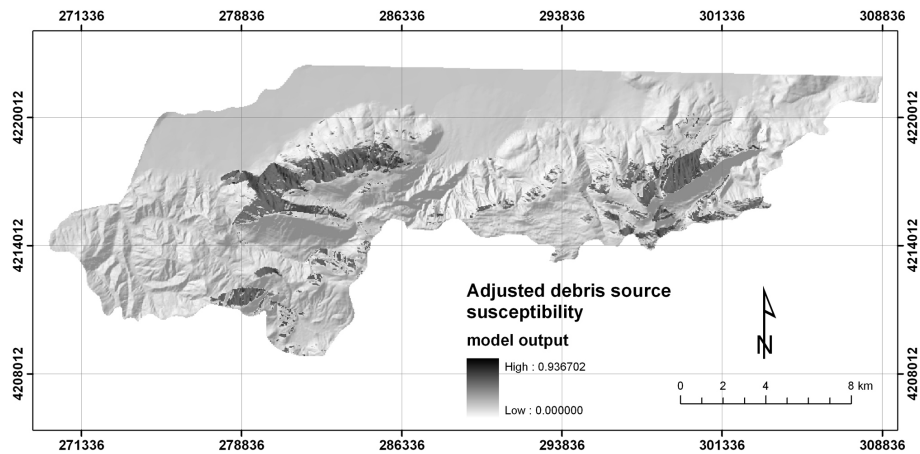 271336 278836 286336 293836 301336 308836
4220012 4220012
4214012 4214012
Adjusted debris source
susceptibility
model output
High : 0.936702
Low : 0.000000
N
4208012 4208012
0 2 4 8 km
271336 278836 286336 293836 301336 308836